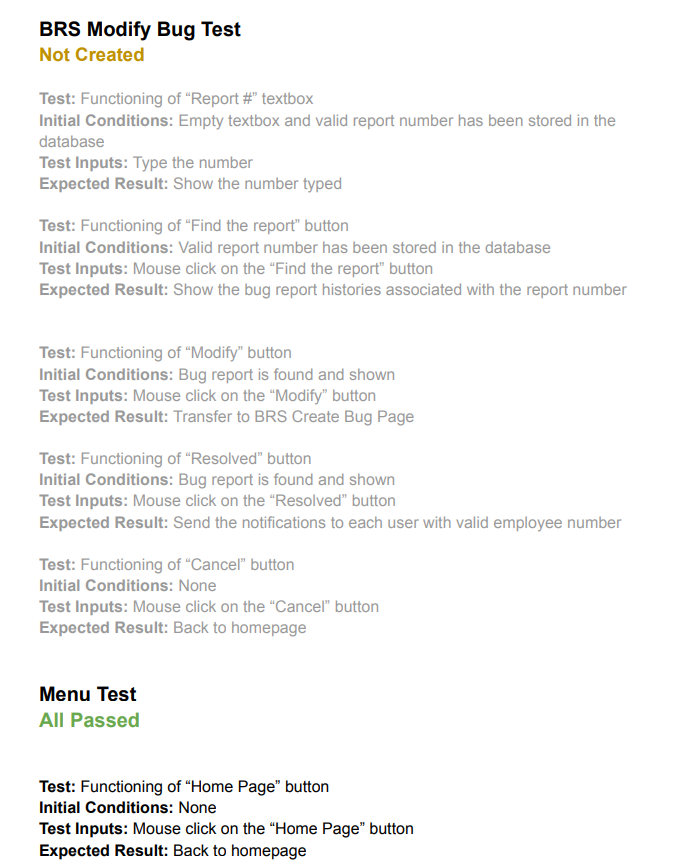 BRS Modify Bug Test
Not Created
Test: Functioning of “Report #” textbox
Initial Conditions: Empty textbox and valid report number has been stored in the
database
Test Inputs: Type the number
Expected Result: Show the number typed
Test: Functioning of “Find the report” button
Initial Conditions: Valid report number has been stored in the database
Test Inputs: Mouse click on the “Find the report” button
Expected Result: Show the bug report histories associated with the report number
Test: Functioning of “Modify” button
Initial Conditions: Bug report is found and shown
Test Inputs: Mouse click on the “Modify” button
Expected Result: Transfer to BRS Create Bug Page
Test: Functioning of “Resolved” button
Initial Conditions: Bug report is found and shown
Test Inputs: Mouse click on the “Resolved” button
Expected Result: Send the notifications to each user with valid employee number
Test: Functioning of “Cancel” button
Initial Conditions: None
Test Inputs: Mouse click on the “Cancel” button
Expected Result: Back to homepage
Menu Test
All Passed
Test: Functioning of “Home Page” button
Initial Conditions: None
Test Inputs: Mouse click on the “Home Page” button
Expected Result: Back to homepage